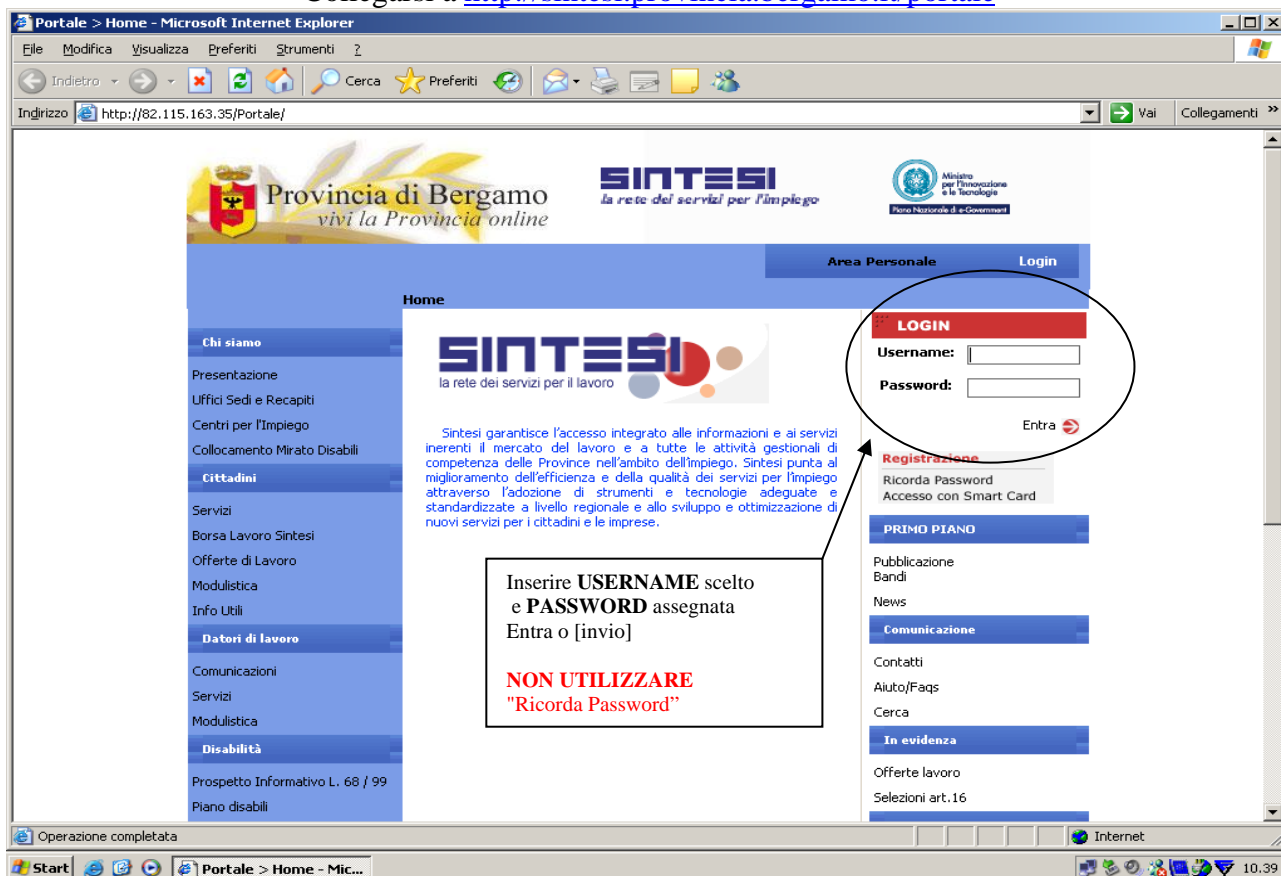 Collegarsi a http://sintesi.provincia.bergamo.it/portale
Portale > Home - Microsoft Internet Explorer
File Modifica Visualizza Preferiti Strumenti ?
Indietro Cerca Preferiti
Indirizzo http://82.115.163.35/Portale/ Vai Collegamenti »
Provincia di Bergamo
vivi la Provincia online
SINTESI
la rete dei servizi per l'impiego
Ministro
per l'Innovazione
e le Tecnologie
Piano Nazionale di e-Government
Area Personale Login
Home
Chi siamo
Presentazione
Uffici Sedi e Recapiti
Centri per l'Impiego
Collocamento Mirato Disabili
Cittadini
Servizi
Borsa Lavoro Sintesi
Offerte di Lavoro
Modulistica
Info Utili
Datori di lavoro
Comunicazioni
Servizi
Modulistica
Disabilità
Prospetto Informativo L. 68 / 99
Piano disabili
SINTESI
la rete dei servizi per il lavoro
Sintesi garantisce l'accesso integrato alle informazioni e ai servizi
inerenti il mercato del lavoro e a tutte le attività gestionali di
competenza delle Province nell'ambito dell'impiego. Sintesi punta al
miglioramento dell'efficienza e della qualità dei servizi per l'impiego
attraverso l'adozione di strumenti e tecnologie adeguate e
standardizzate a livello regionale e allo sviluppo e ottimizzazione di
nuovi servizi per i cittadini e le imprese.
Inserire USERNAME scelto
e PASSWORD assegnata
Entra o [invio]
NON UTILIZZARE
"Ricorda Password”
LOGIN
Username:
Password:
Entra
Registrazione
Ricorda Password
Accesso con Smart Card
PRIMO PIANO
Pubblicazione
Bandi
News
Comunicazione
Contatti
Aiuto/Faqs
Cerca
In evidenza
Offerte lavoro
Selezioni art.16
Operazione completata Internet
Start Portale > Home - Mic... 10.39